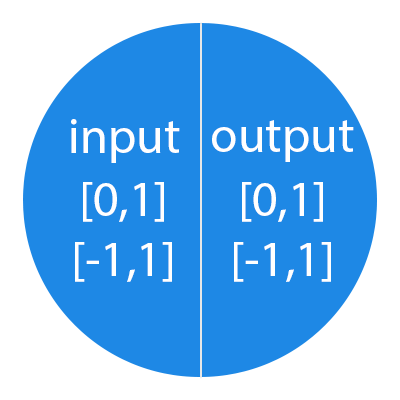 input
[0,1]
[-1,1]
output
[0,1]
[-1,1]